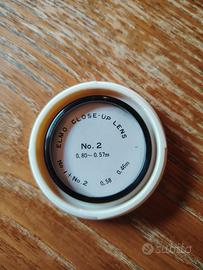 ELMO CLOSE-UP LENS
No. 2
0.80~0.57m
No.1+No.2 0.58 0.46m
subito